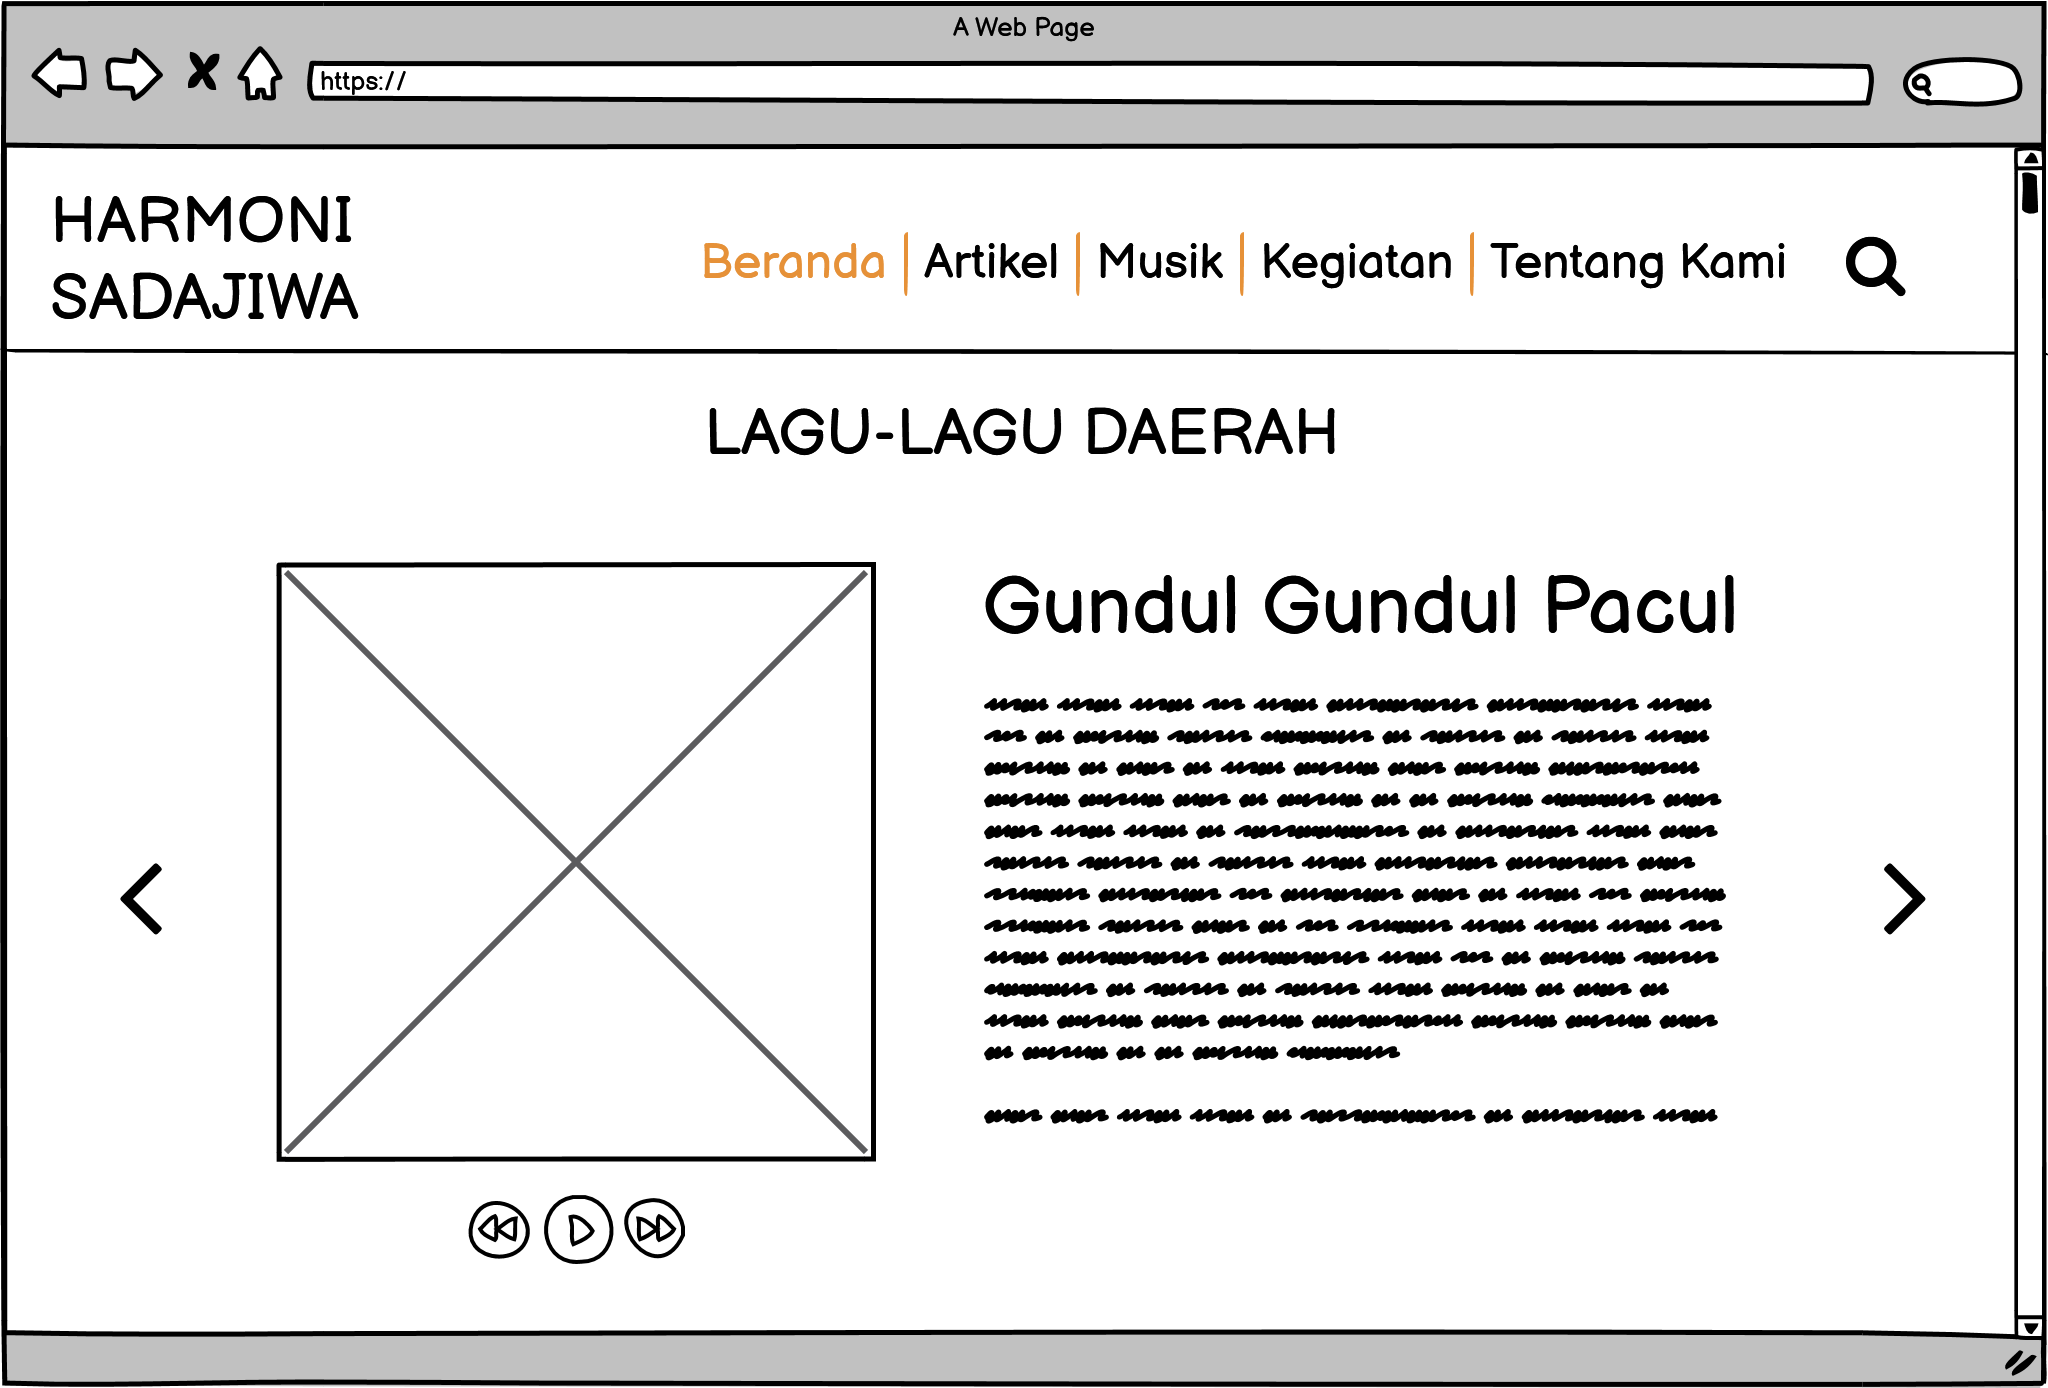 A Web Page
https://
HARMONI
SADAJIWA
Beranda Artikel Musik Kegiatan Tentang Kami
LAGU-LAGU DAERAH
Gundul Gundul Pacul